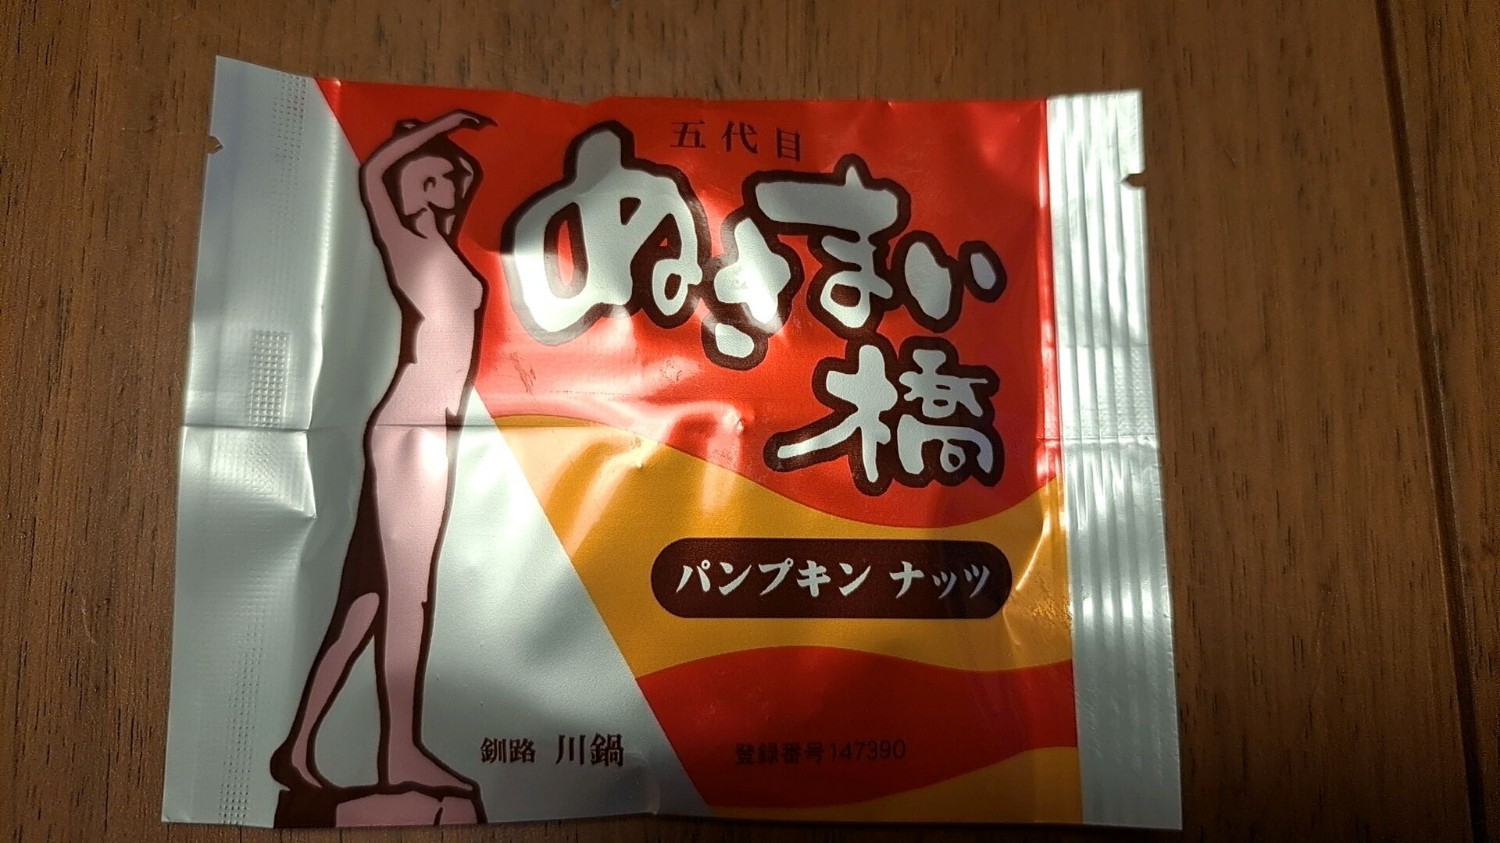 五代目
ぬさまい
橋
パンプキン ナッツ
釧路 川鍋
登録番号147390